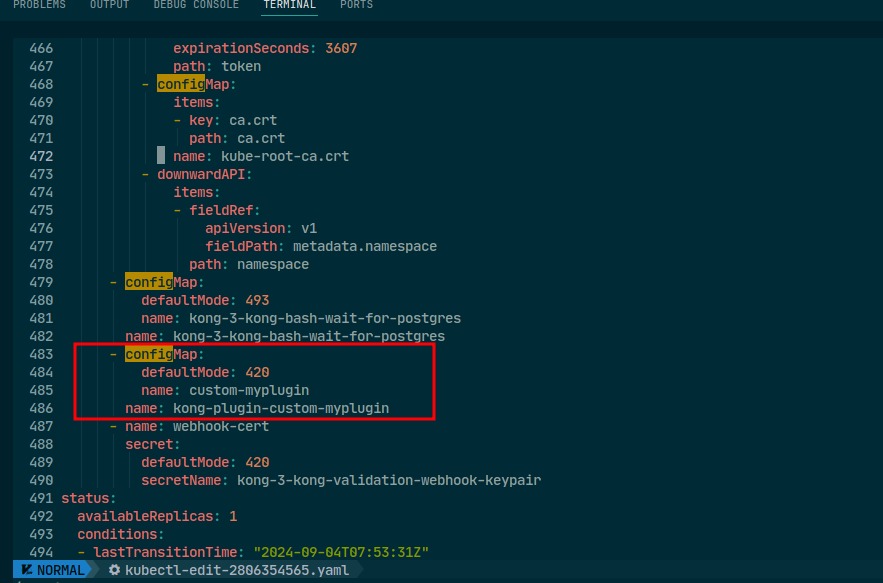 PROBLEMS OUTPUT DEBUG CONSOLE TERMINAL PORTS
466 expirationSeconds: 3607
467 path: token
468 - configMap:
469 items:
470 - key: ca.crt
471 path: ca.crt
472 name: kube-root-ca.crt
473 - downwardAPI:
474 items:
475 - fieldRef:
476 apiVersion: v1
477 fieldPath: metadata.namespace
478 path: namespace
479 - configMap:
480 defaultMode: 493
481 name: kong-3-kong-bash-wait-for-postgres
482 name: kong-3-kong-bash-wait-for-postgres
483 - configMap:
484 defaultMode: 420
485 name: custom-myplugin
486 name: kong-plugin-custom-myplugin
487 - name: webhook-cert
488 secret:
489 defaultMode: 420
490 secretName: kong-3-kong-validation-webhook-keypair
491 status:
492 availableReplicas: 1
493 conditions:
494 - lastTransitionTime: "2024-09-04T07:53:31Z"
NORMAL kubectl-edit-2806354565.yaml